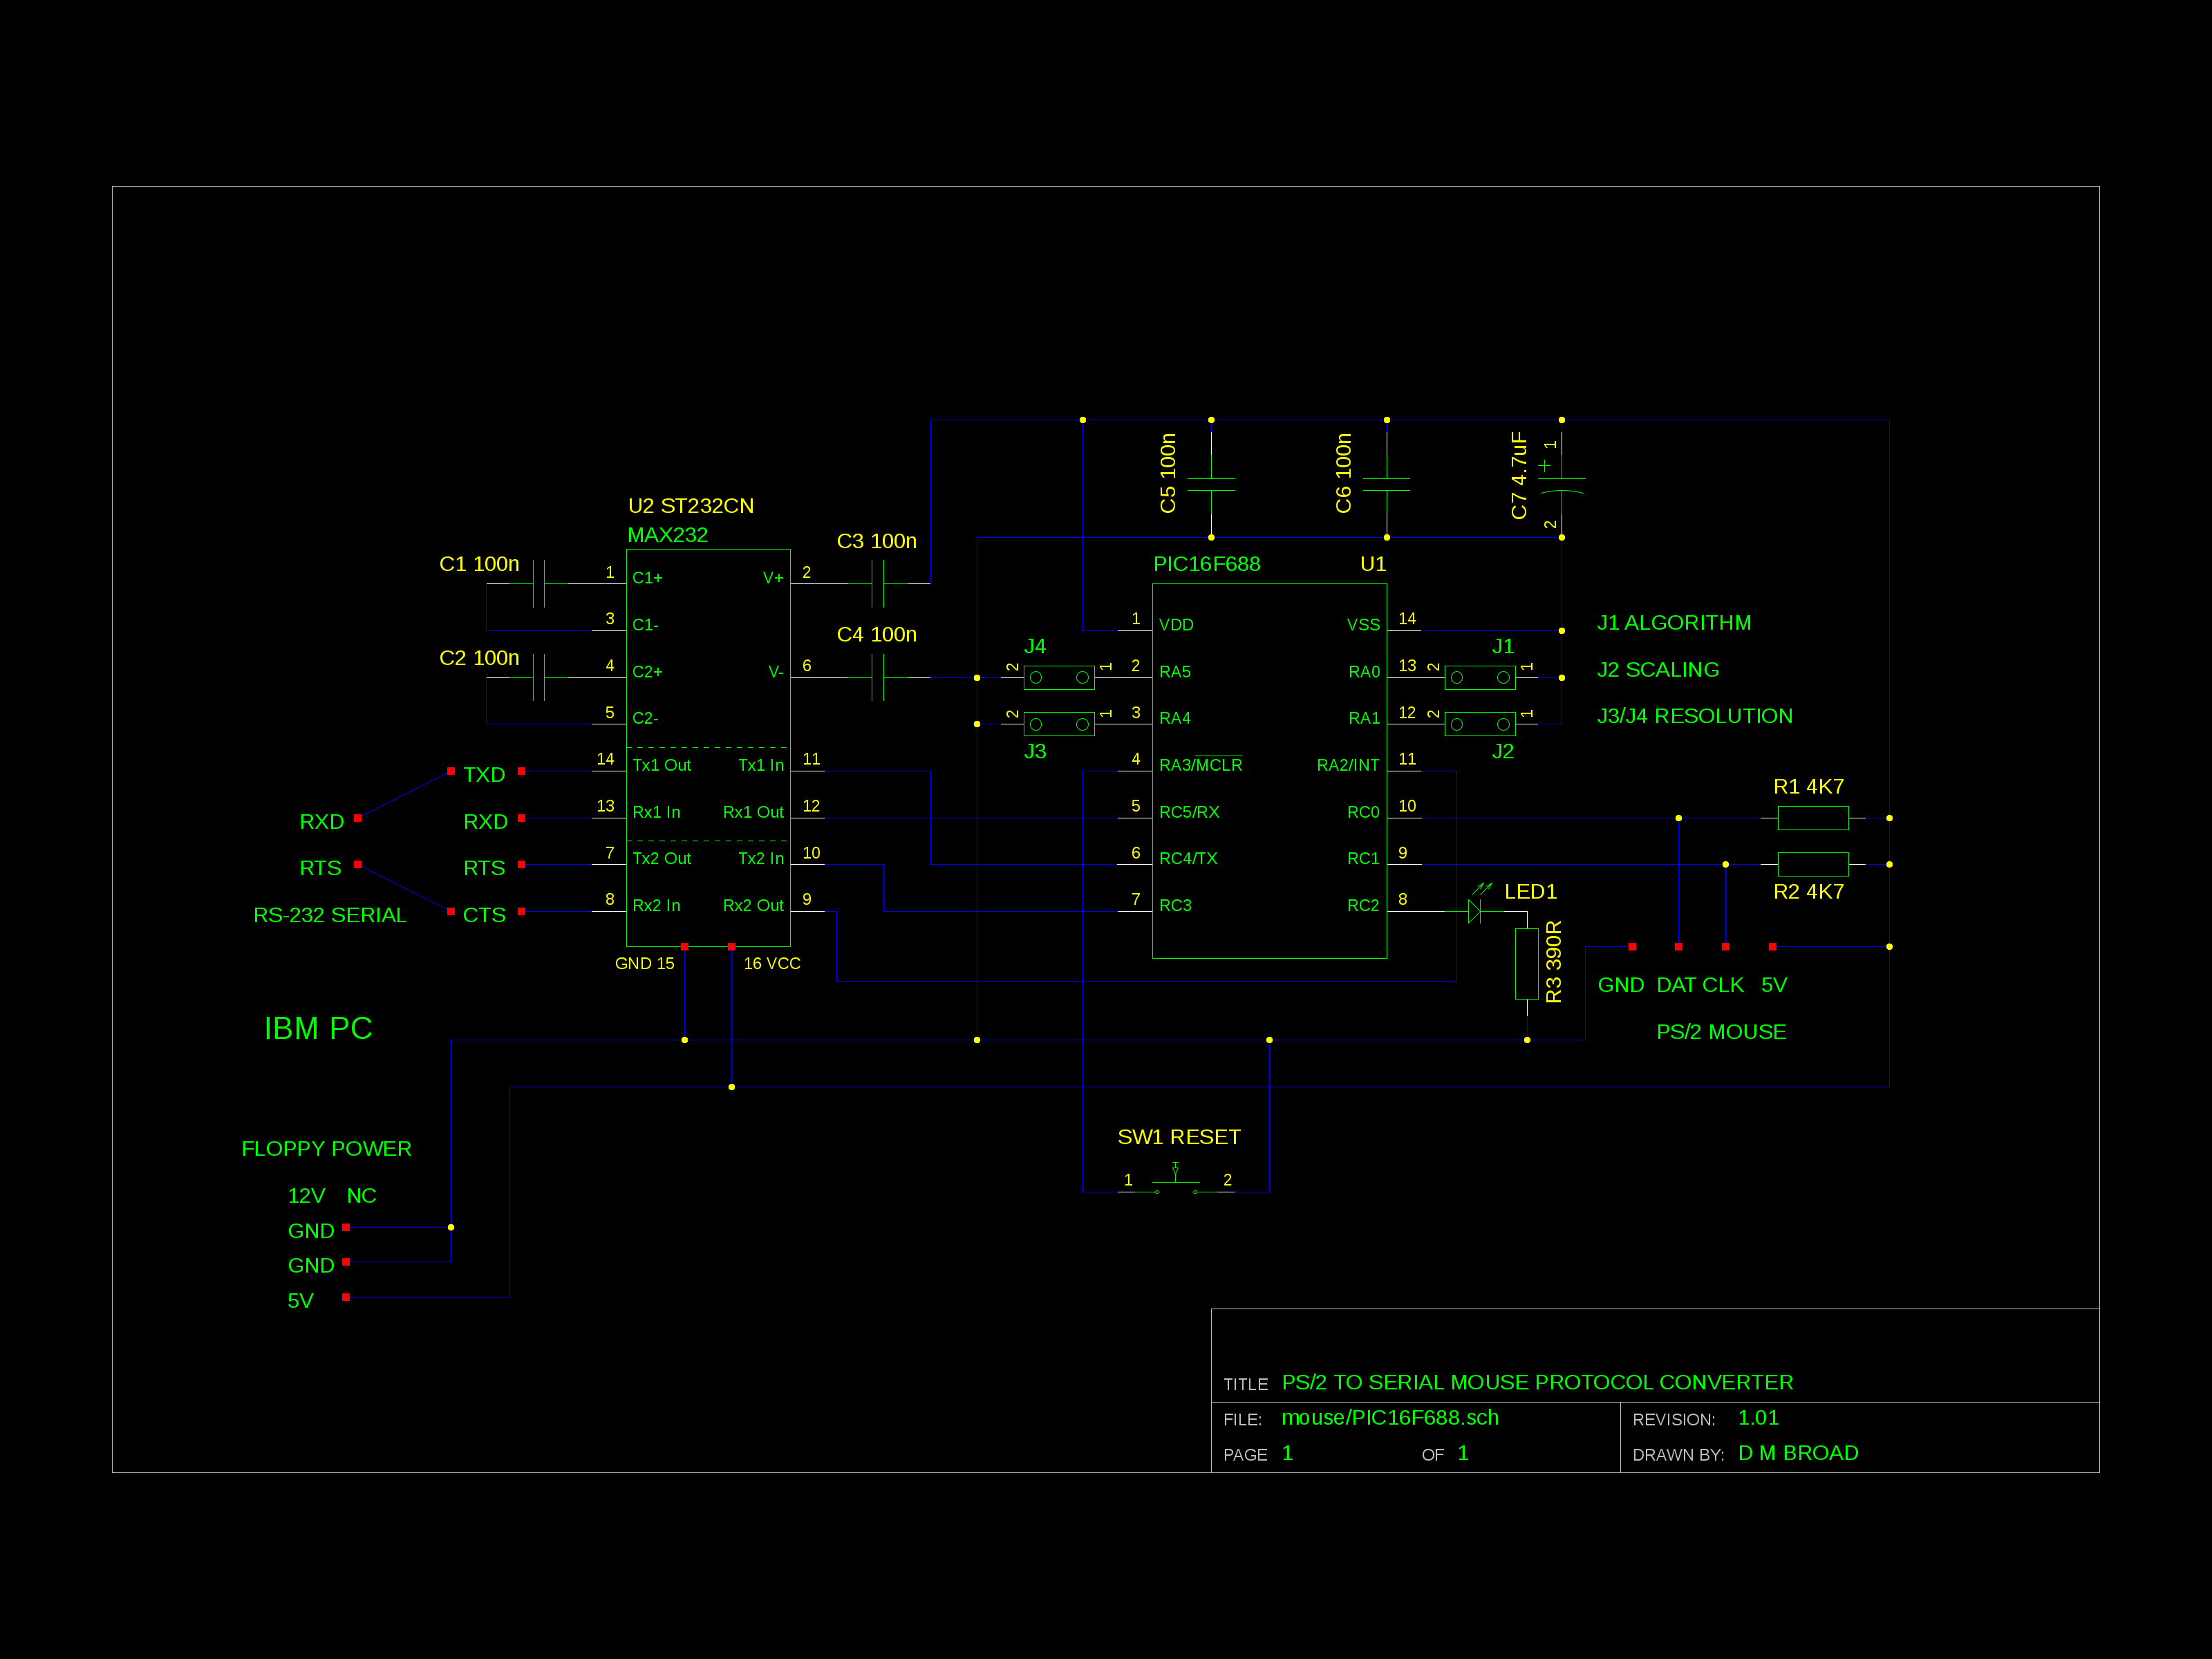 U2 ST232CN
MAX232
C1 100n
C2 100n
C3 100n
C4 100n
C5 100n
C6 100n
C7 4.7uF
+
1
2
1 C1+
3 C1-
4 C2+
5 C2-
14 Tx1 Out
13 Rx1 In
7 Tx2 Out
8 Rx2 In
V+ 2
V- 6
Tx1 In 11
Rx1 Out 12
Tx2 In 10
Rx2 Out 9
GND 15
16 VCC
PIC16F688
U1
1 VDD
2 RA5
3 RA4
4 RA3/MCLR
5 RC5/RX
6 RC4/TX
7 RC3
VSS 14
RA0 13
RA1 12
RA2/INT 11
RC0 10
RC1 9
RC2 8
J4
2 1
2 1
J3
J1
2 1
2 1
J2
J1 ALGORITHM
J2 SCALING
J3/J4 RESOLUTION
R1 4K7
R2 4K7
LED1
R3 390R
GND DAT CLK 5V
PS/2 MOUSE
TXD
RXD
RTS
CTS
RXD
RTS
RS-232 SERIAL
IBM PC
FLOPPY POWER
12V NC
GND
GND
5V
SW1 RESET
1 2
TITLE PS/2 TO SERIAL MOUSE PROTOCOL CONVERTER
FILE: mouse/PIC16F688.sch
REVISION: 1.01
PAGE 1 OF 1
DRAWN BY: D M BROAD